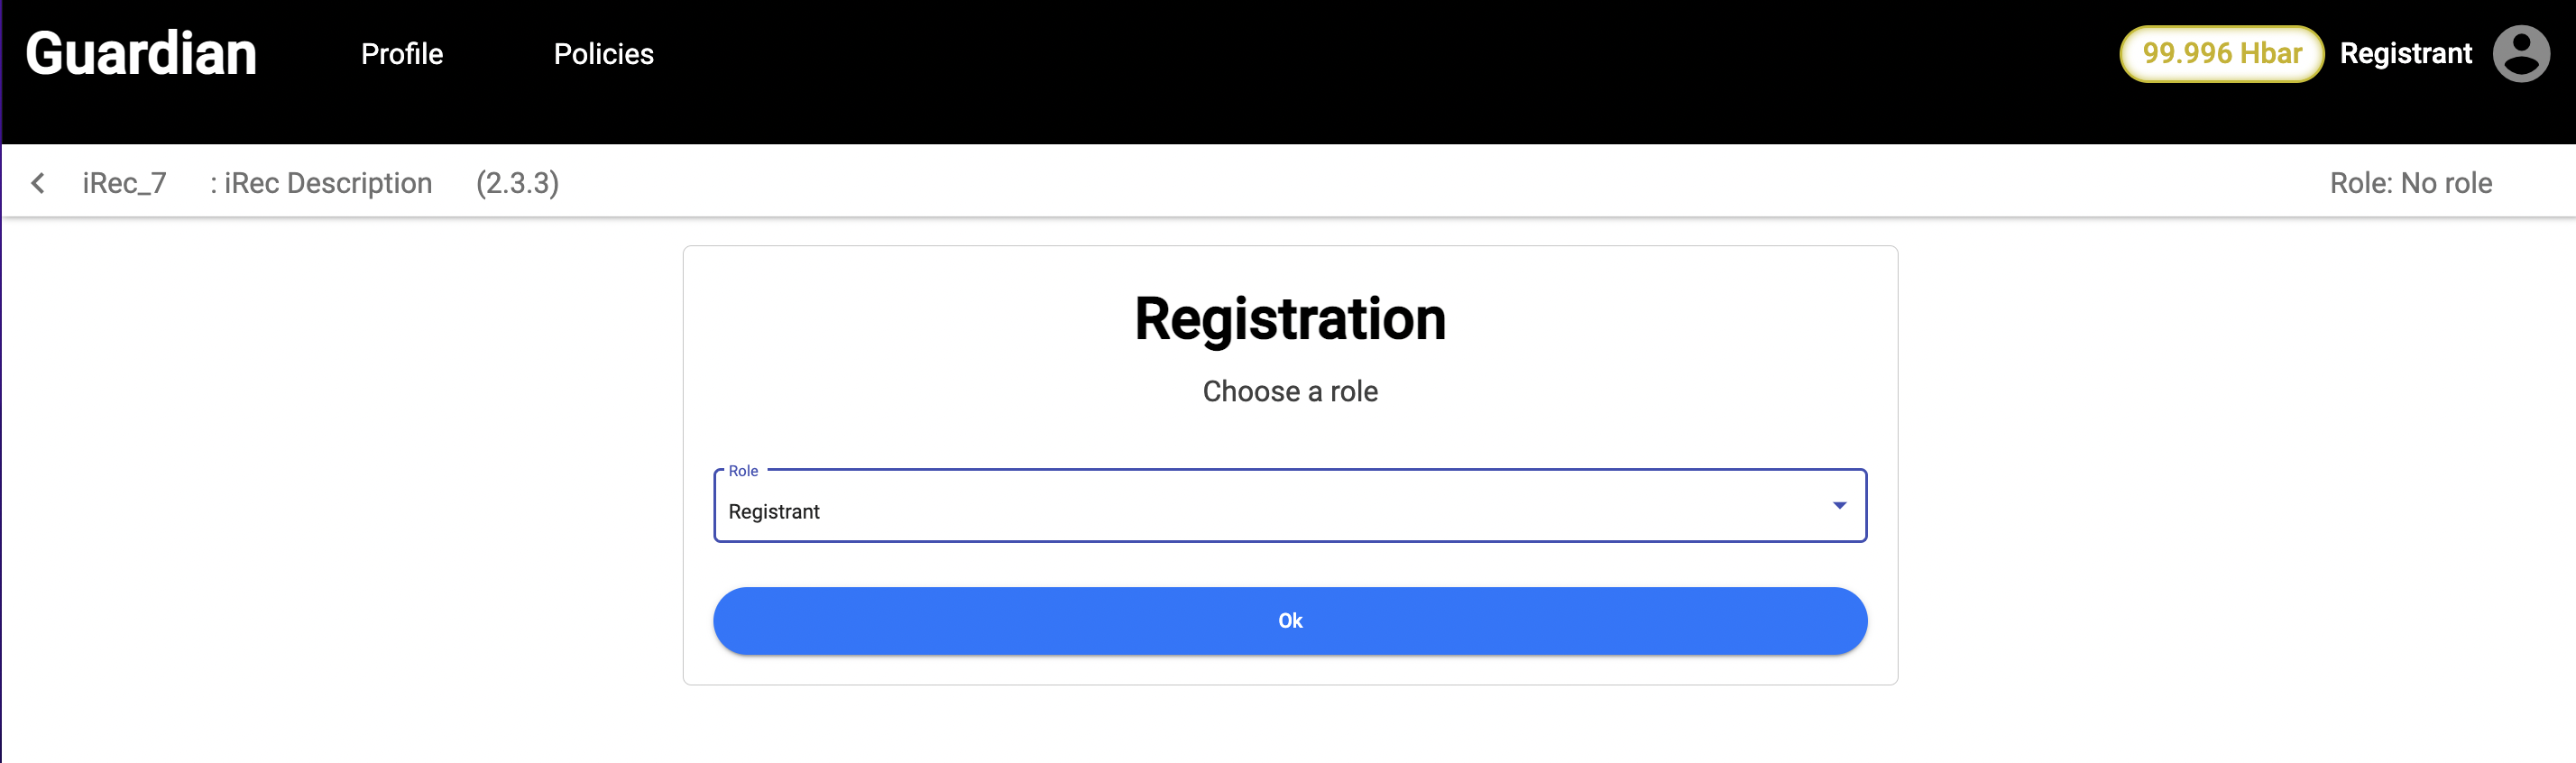 Guardian Profile Policies 99.996 Hbar Registrant
iRec_7 : iRec Description (2.3.3) Role: No role
Registration
Choose a role
Role
Registrant
Ok